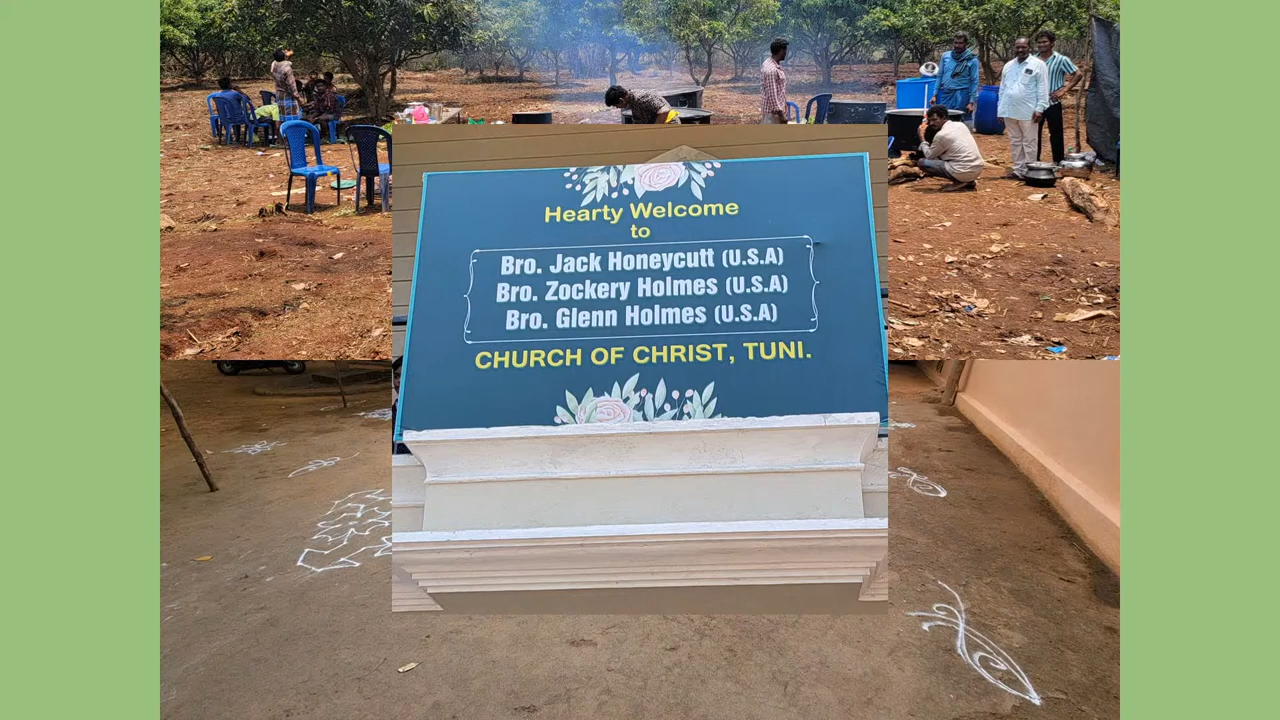 Hearty Welcome
to
Bro. Jack Honeycutt (U.S.A)
Bro. Zockery Holmes (U.S.A)
Bro. Glenn Holmes (U.S.A)
CHURCH OF CHRIST, TUNI.